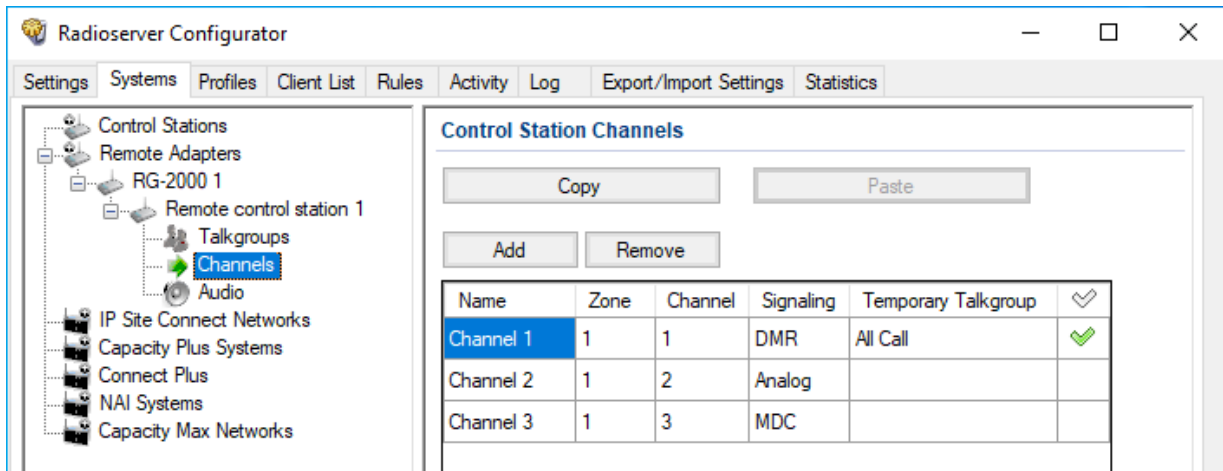 Radioserver Configurator
Settings Systems Profiles Client List Rules Activity Log Export/Import Settings Statistics
Control Stations
Remote Adapters
RG-2000 1
Remote control station 1
Talkgroups
Channels
Audio
IP Site Connect Networks
Capacity Plus Systems
Connect Plus
NAI Systems
Capacity Max Networks
Control Station Channels
Copy Paste
Add Remove
Name Zone Channel Signaling Temporary Talkgroup
Channel 1 1 1 DMR All Call
Channel 2 1 2 Analog
Channel 3 1 3 MDC